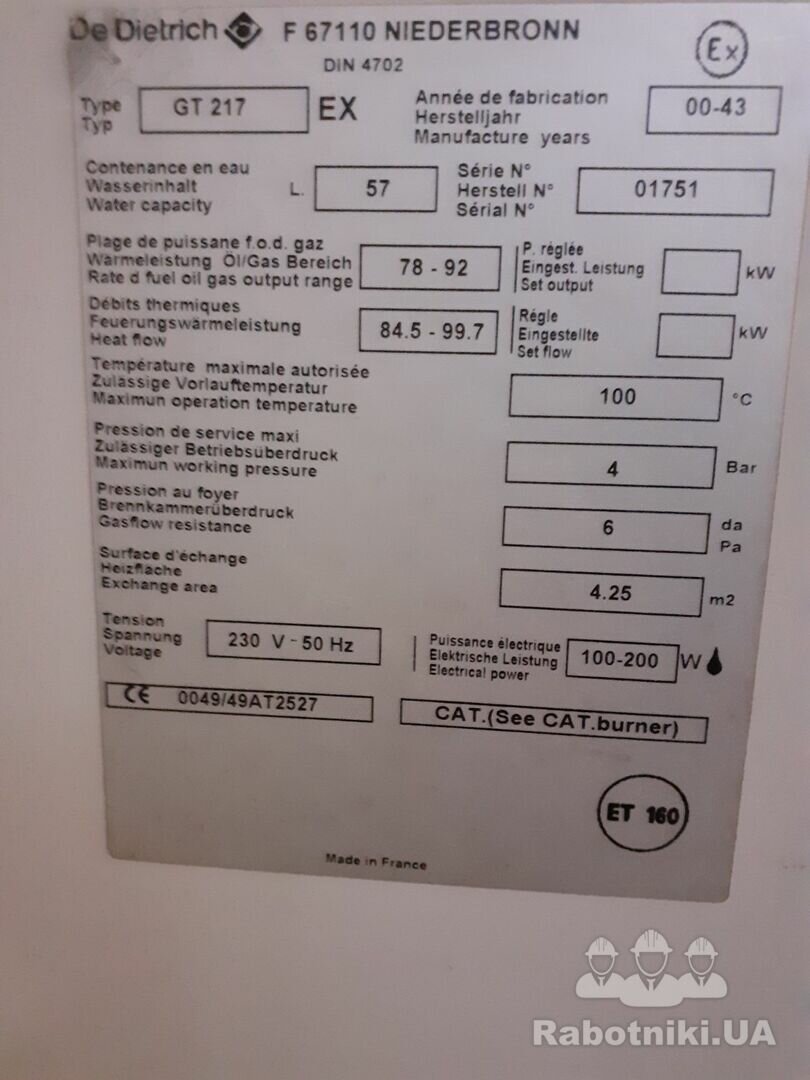 De Dietrich F 67110 NIEDERBRONN
DiN 4702
Ex
Type
Typ
GT 217
EX
Année de fabrication
Herstelljahr
Manufacture years
00-43
Contenance en eau
Wasserinhalt
Water capacity
L.
57
Série N°
Herstell N°
Sérial N°
01751
Plage de puissane f.o.d. gaz
Wärmeleistung Öl/Gas Bereich
Rate d fuel oil gas output range
78 - 92
P. réglée
Eingest. Leistung
Set output
kW
Débits thermiques
Feuerungswärmeleistung
Heat flow
84.5 - 99.7
Régle
Eingestellte
Set flow
kW
Température maximale autorisée
Zulässige Vorlauftemperatur
Maximun operation temperature
100
°C
Pression de service maxi
Zulässiger Betriebsüberdruck
Maximun working pressure
4
Bar
Pression au foyer
Brennkammerüberdruck
Gasflow resistance
6
da
Pa
Surface d'échange
Heizfläche
Exchange area
4.25
m2
Tension
Spannung
Voltage
230 V - 50 Hz
Puissance électrique
Elektrische Leistung
Electrical power
100-200
W
CE 0049/49AT2527
CAT.(See CAT.burner)
ET 160
Made in France
Rabotniki.UA